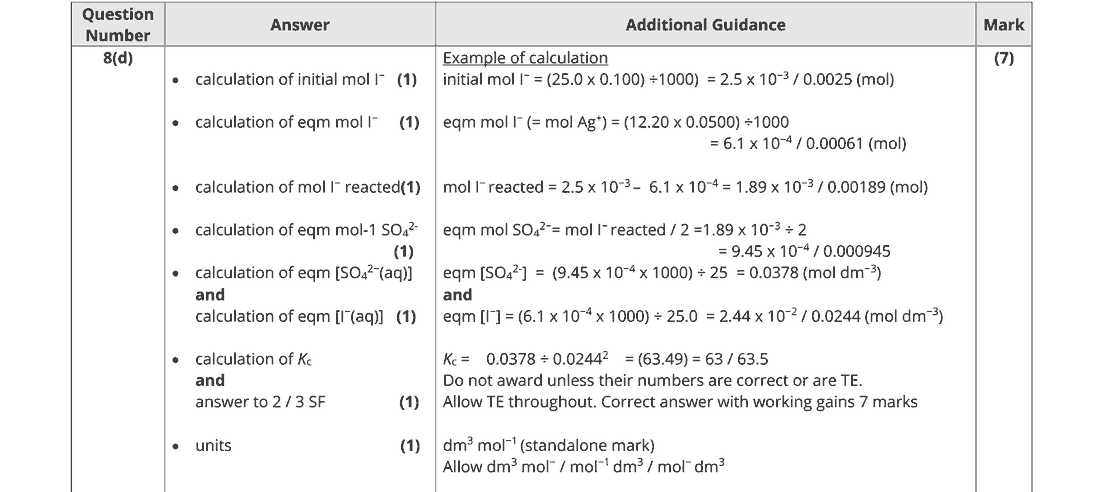 Question Number Answer Additional Guidance Mark
8(d) Example of calculation (7)
• calculation of initial mol I⁻ (1) initial mol I⁻ = (25.0 x 0.100) ÷1000) = 2.5 x 10⁻³ / 0.0025 (mol)
• calculation of eqm mol I⁻ (1) eqm mol I⁻ (= mol Ag⁺) = (12.20 x 0.0500) ÷1000
= 6.1 x 10⁻⁴ / 0.00061 (mol)
• calculation of mol I⁻ reacted(1) mol I⁻ reacted = 2.5 x 10⁻³ – 6.1 x 10⁻⁴ = 1.89 x 10⁻³ / 0.00189 (mol)
• calculation of eqm mol-1 SO₄²⁻ eqm mol SO₄²⁻= mol I⁻ reacted / 2 =1.89 x 10⁻³ ÷ 2
(1) = 9.45 x 10⁻⁴ / 0.000945
• calculation of eqm [SO₄²⁻(aq)] eqm [SO₄²⁻] = (9.45 x 10⁻⁴ x 1000) ÷ 25 = 0.0378 (mol dm⁻³)
and and
calculation of eqm [I⁻(aq)] (1) eqm [I⁻] = (6.1 x 10⁻⁴ x 1000) ÷ 25.0 = 2.44 x 10⁻² / 0.0244 (mol dm⁻³)
• calculation of Kc Kc = 0.0378 ÷ 0.0244² = (63.49) = 63 / 63.5
and Do not award unless their numbers are correct or are TE.
answer to 2 / 3 SF (1) Allow TE throughout. Correct answer with working gains 7 marks
• units (1) dm³ mol⁻¹ (standalone mark)
Allow dm³ mol⁻ / mol⁻¹ dm³ / mol⁻ dm³